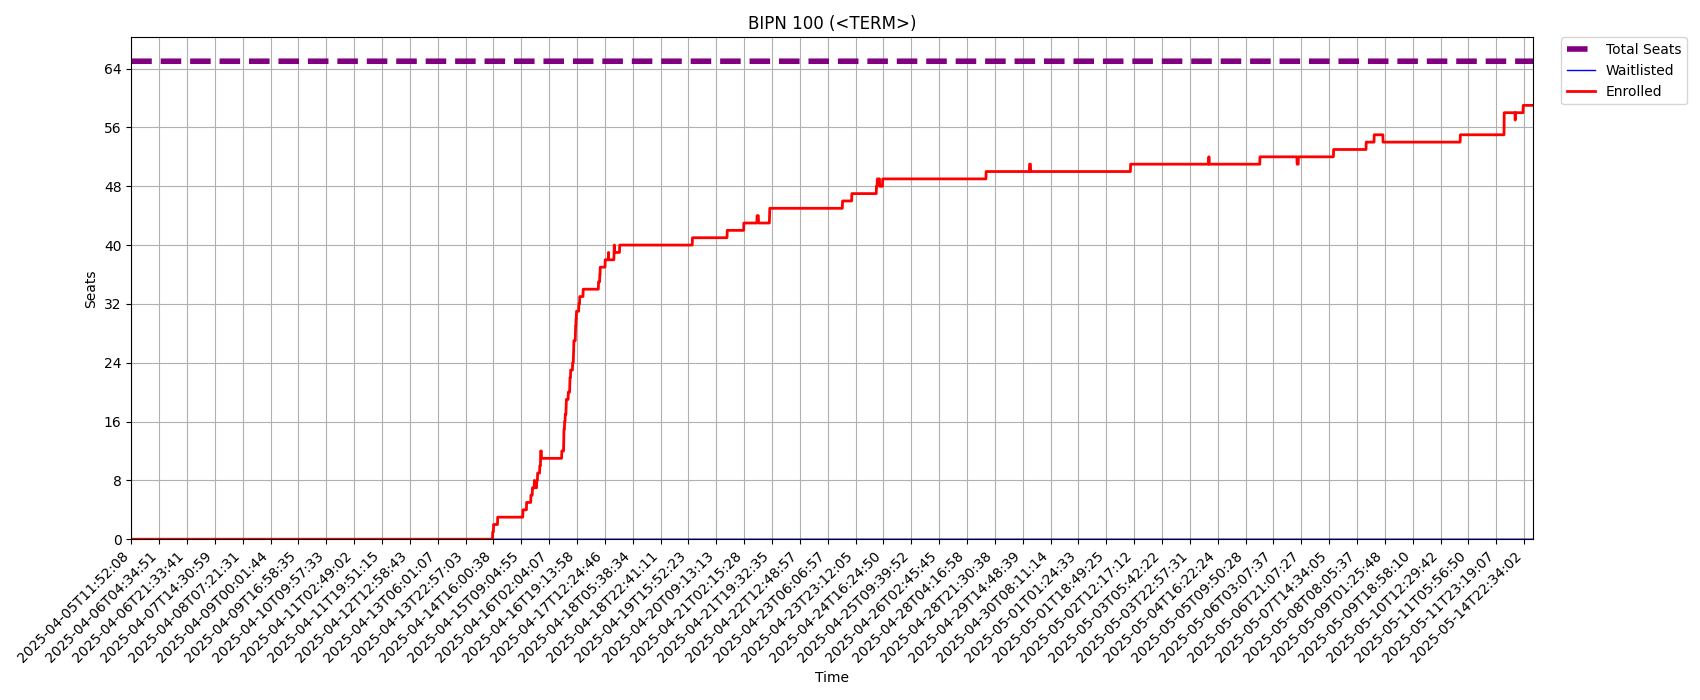 BIPN 100 (<TERM>)
Total Seats
Waitlisted
Enrolled
Seats
64
56
48
40
32
24
16
8
0
2025-04-05T11:52:08
2025-04-06T04:34:51
2025-04-06T21:33:41
2025-04-07T14:30:59
2025-04-08T07:21:31
2025-04-09T00:01:44
2025-04-09T16:58:35
2025-04-10T09:57:33
2025-04-11T02:49:02
2025-04-11T19:51:15
2025-04-12T12:58:43
2025-04-13T06:01:07
2025-04-13T22:57:03
2025-04-14T16:00:38
2025-04-15T09:04:55
2025-04-16T02:04:07
2025-04-16T19:13:58
2025-04-17T12:24:46
2025-04-18T05:38:34
2025-04-18T22:41:11
2025-04-19T15:52:23
2025-04-20T09:13:13
2025-04-21T02:15:28
2025-04-21T19:32:35
2025-04-22T12:48:57
2025-04-23T06:06:57
2025-04-23T23:12:05
2025-04-24T16:24:50
2025-04-25T09:39:52
2025-04-26T02:45:45
2025-04-28T04:16:58
2025-04-28T21:30:38
2025-04-29T14:48:39
2025-04-30T08:11:14
2025-05-01T01:24:33
2025-05-01T18:49:25
2025-05-02T12:17:12
2025-05-03T05:42:22
2025-05-03T22:57:31
2025-05-04T16:22:24
2025-05-05T09:50:28
2025-05-06T03:07:37
2025-05-06T21:07:27
2025-05-07T14:34:05
2025-05-08T08:05:37
2025-05-09T01:25:48
2025-05-09T18:58:10
2025-05-10T12:29:42
2025-05-11T05:56:50
2025-05-11T23:19:07
2025-05-14T22:34:02
Time